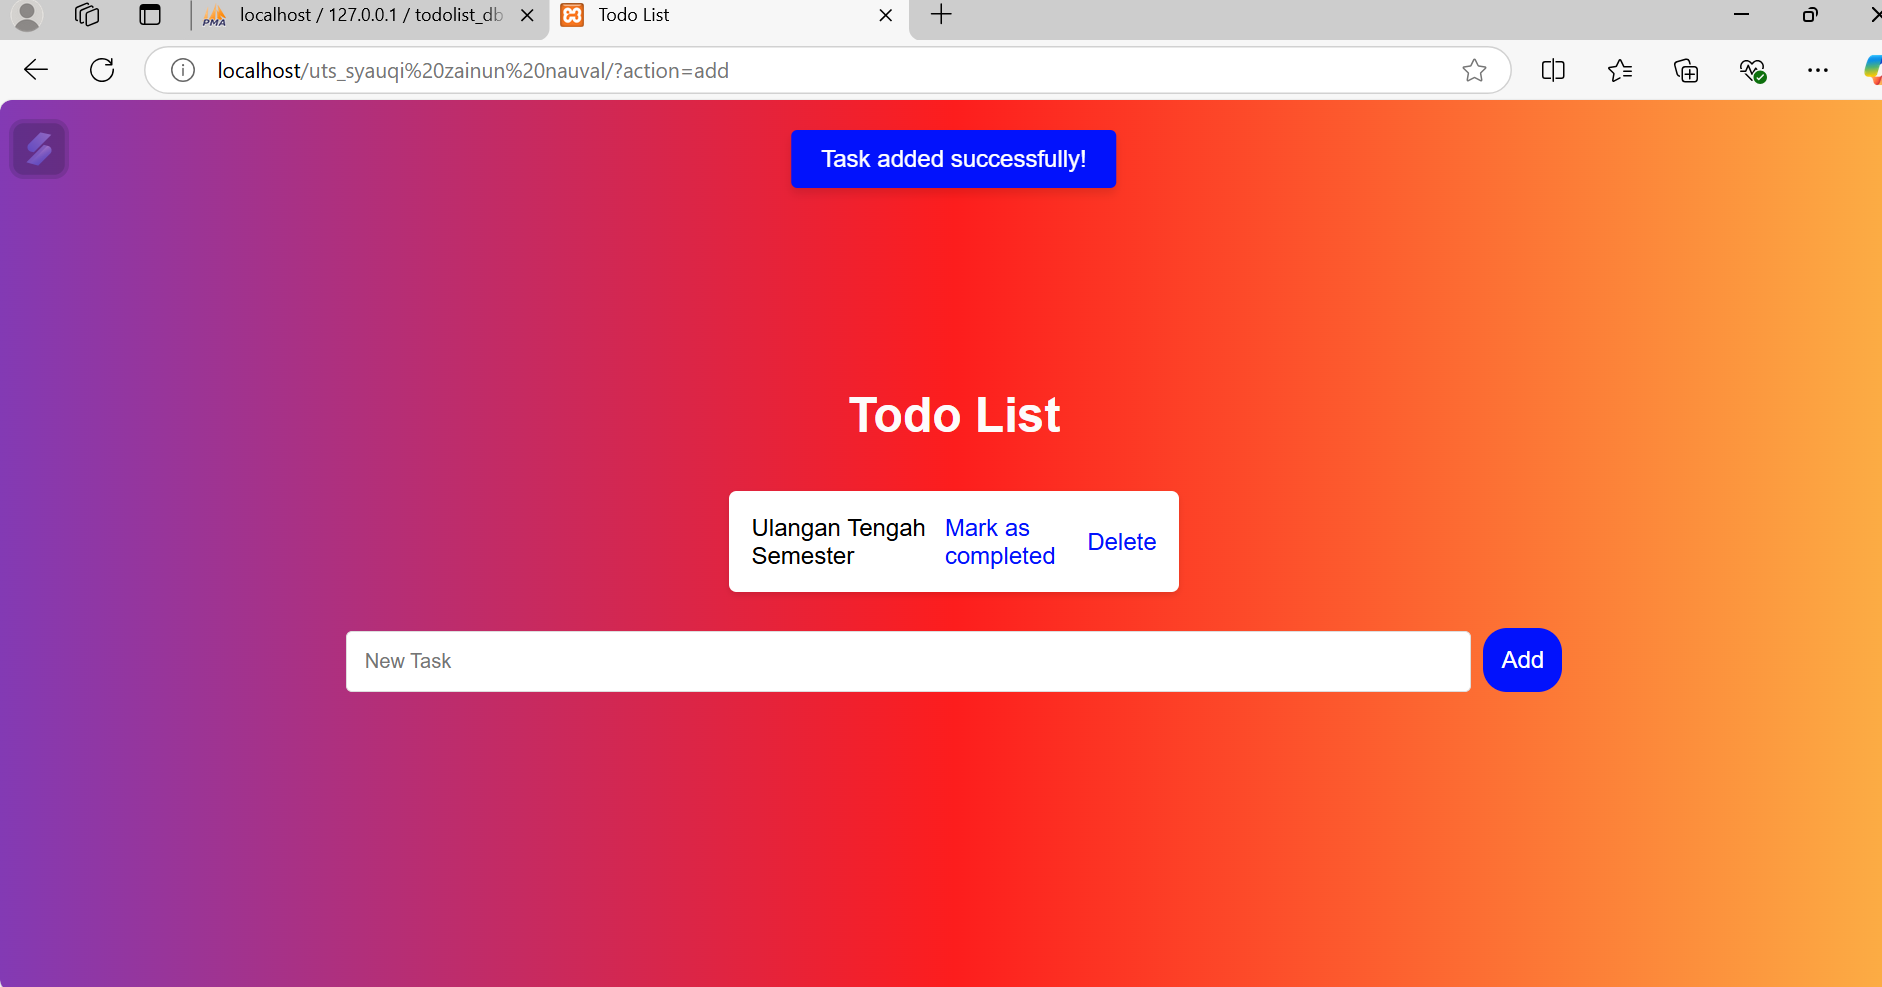 localhost / 127.0.0.1 / todolist_db
Todo List
localhost/uts_syauqi%20zainun%20nauval/?action=add
Task added successfully!
Todo List
Ulangan Tengah
Semester
Mark as
completed
Delete
New Task
Add
PMA